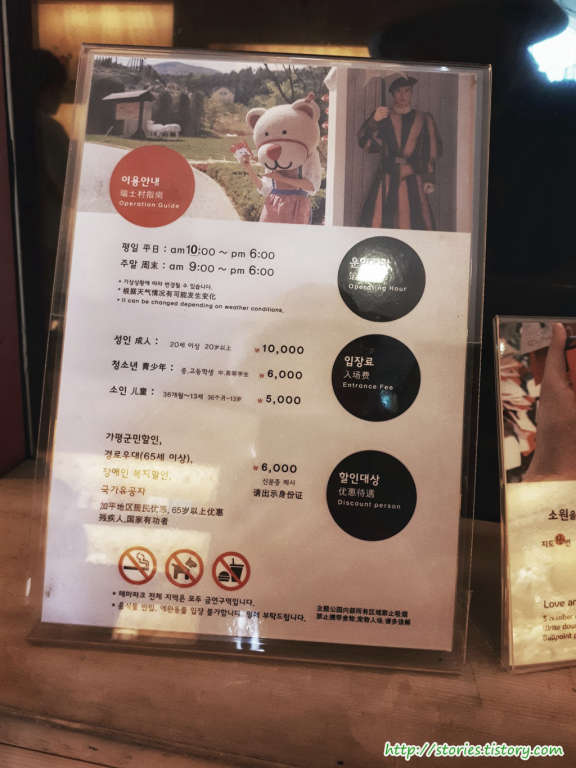 이용안내
瑞士村指南
Operation Guide
평일 平日 : am 10:00 ~ pm 6:00
주말 周末 : am 9:00 ~ pm 6:00
* 기상상황에 따라 변경될 수 있습니다.
* 根据天气情况有可能发生变化
* It can be changed depending on weather conditions.
Operating Hour
성인 成人 : 20세 이상 20岁以上 ₩ 10,000
청소년 青少年 : 중,고등학생 中,高等学生 ₩ 6,000
소인 儿童 : 36개월~13세 36个月~13岁 ₩ 5,000
입장료
入场费
Entrance Fee
가평군민할인,
경로우대(65세 이상),
장애인 복지할인,
국가유공자
加平地区居民优惠, 65岁以上优惠
残疾人,国家有功者
₩ 6,000
신분증 제시
请出示身份证
할인대상
优惠待遇
Discount person
* 테마파크 전체 지역은 모두 금연구역입니다.
* 음식물 반입, 애완동물 입장 불가합니다. 부탁드립니다.
主题公园内部所有区域禁止吸烟
禁止携带食物,宠物入场,请多谅解
소원을
지도
Love an
Write dow
Ballpoint p
http://stories.tistory.com